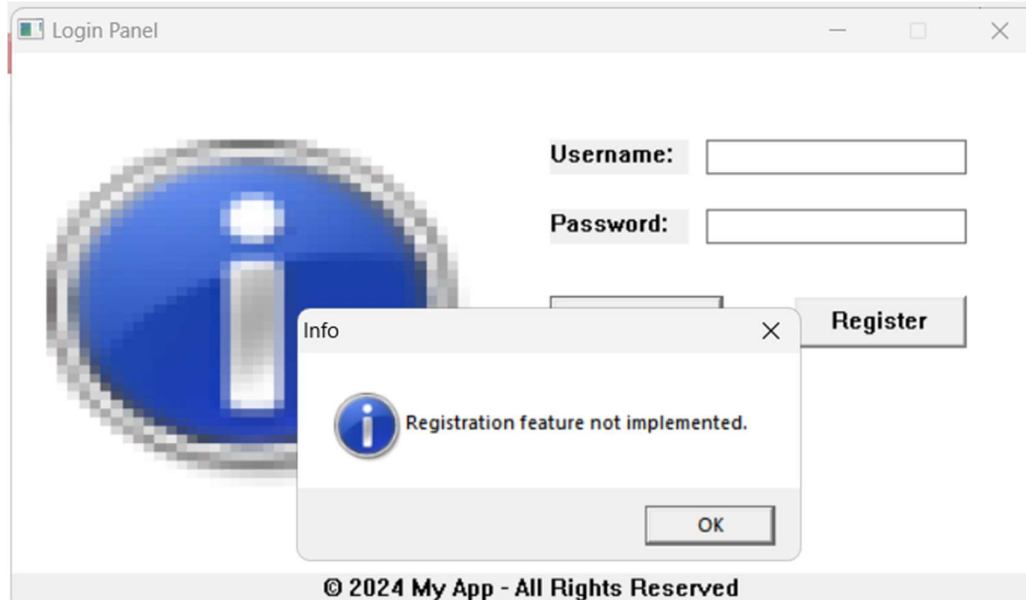 Login Panel
Username:
Password:
Register
Info
Registration feature not implemented.
OK
© 2024 My App - All Rights Reserved